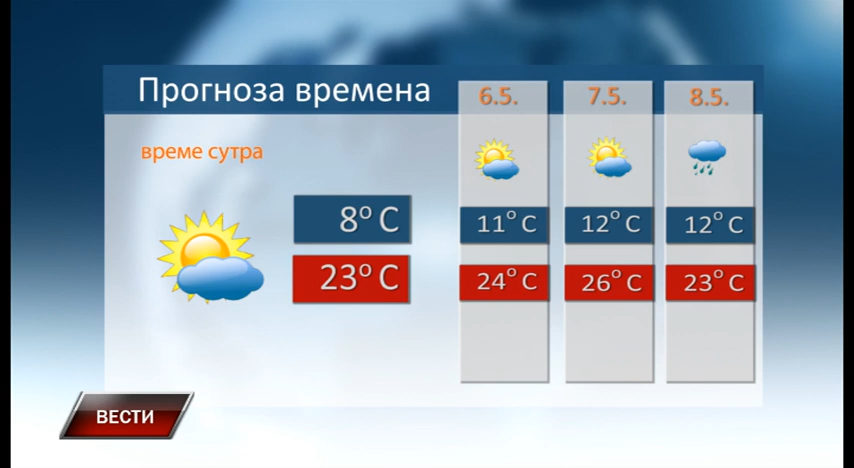 Прогноза времена
време сутра
8° C
23° C
6.5.
11° C
24° C
7.5.
12° C
26° C
8.5.
12° C
23° C
ВЕСТИ